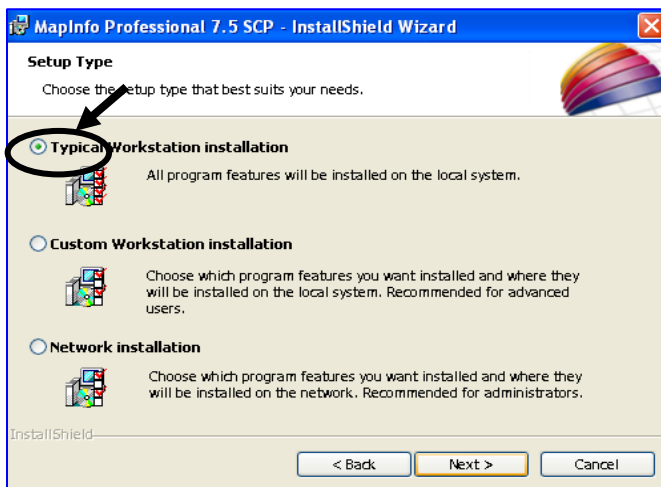 MapInfo Professional 7.5 SCP - InstallShield Wizard
Setup Type
Choose the setup type that best suits your needs.
Typical Workstation installation
All program features will be installed on the local system.
Custom Workstation installation
Choose which program features you want installed and where they
will be installed on the local system. Recommended for advanced
users.
Network installation
Choose which program features you want installed and where they
will be installed on the network. Recommended for administrators.
InstallShield
< Back
Next >
Cancel